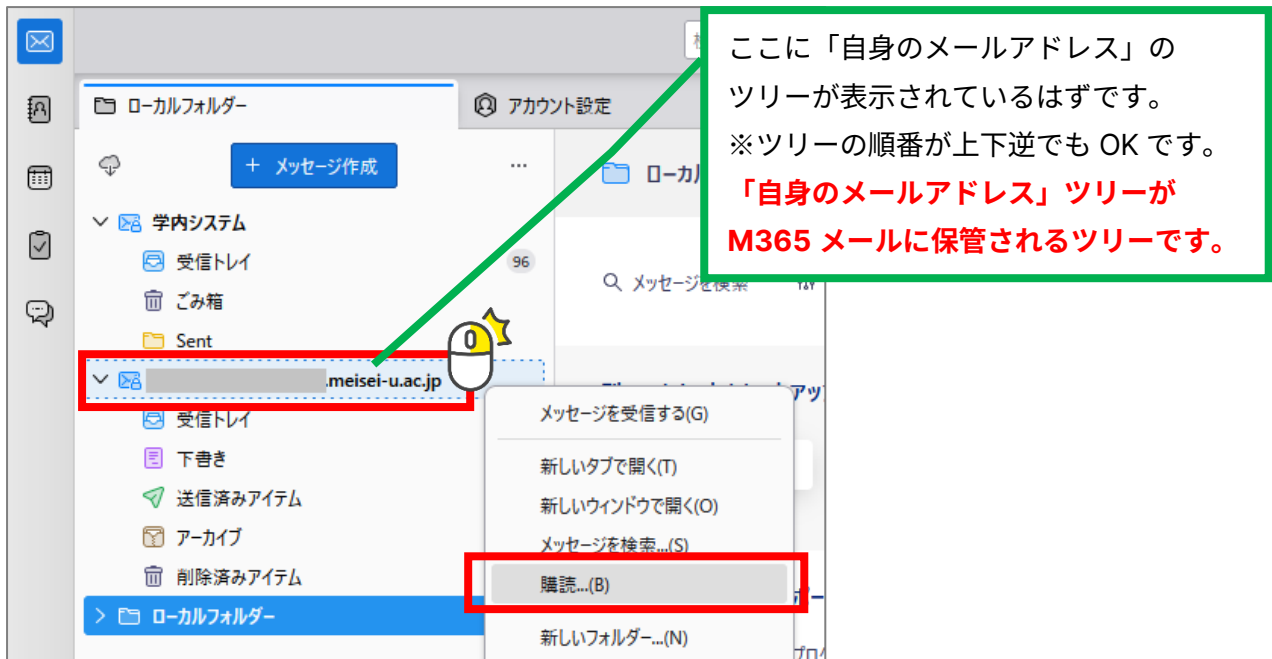 ここに「自身のメールアドレス」の
ツリーが表示されているはずです。
※ツリーの順番が上下逆でも OK です。
「自身のメールアドレス」ツリーが
M365 メールに保管されるツリーです。
ローカルフォルダー
アカウント設定
＋ メッセージ作成
…
学内システム
受信トレイ
96
ごみ箱
Sent
.meisei-u.ac.jp
受信トレイ
下書き
送信済みアイテム
アーカイブ
削除済みアイテム
ローカルフォルダー
ローカル
メッセージを検索
メッセージを受信する(G)
新しいタブで開く(T)
新しいウィンドウで開く(O)
メッセージを検索...(S)
購読...(B)
新しいフォルダー...(N)